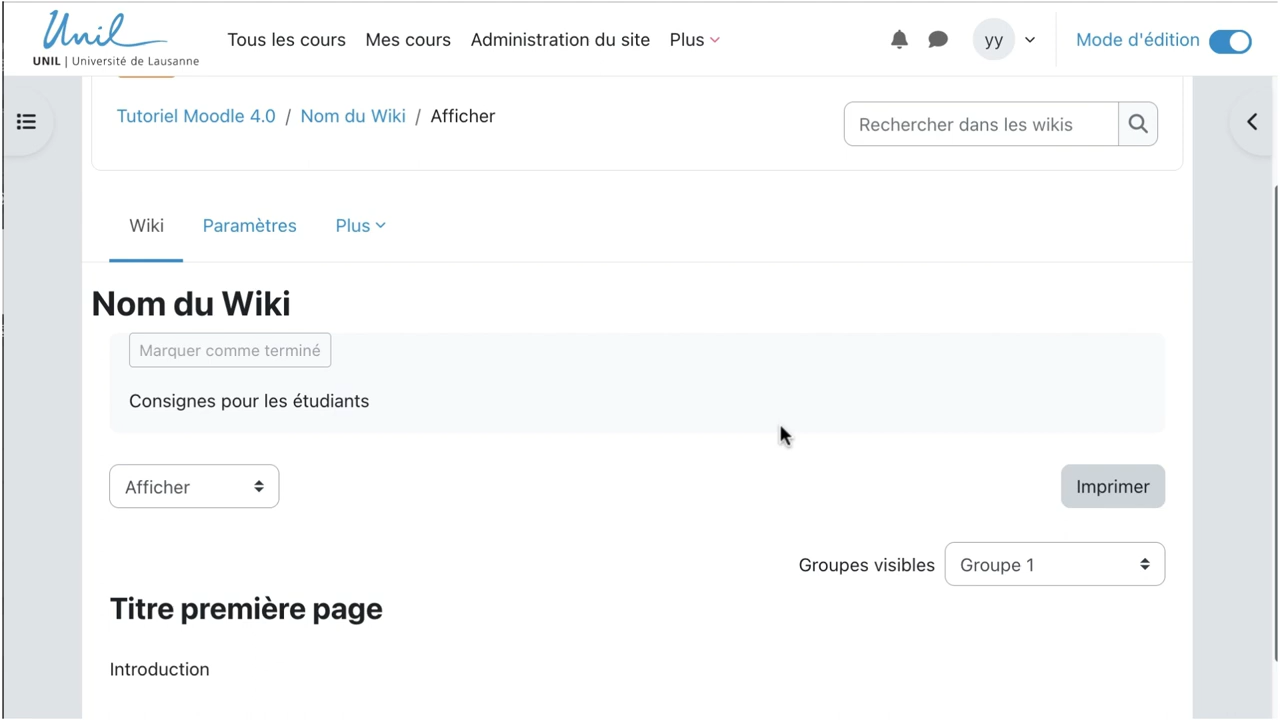 Unil
UNIL | Université de Lausanne
Tous les cours Mes cours Administration du site Plus
yy
Mode d'édition
Tutoriel Moodle 4.0 / Nom du Wiki / Afficher
Rechercher dans les wikis
Wiki Paramètres Plus
Nom du Wiki
Marquer comme terminé
Consignes pour les étudiants
Afficher
Imprimer
Groupes visibles Groupe 1
Titre première page
Introduction